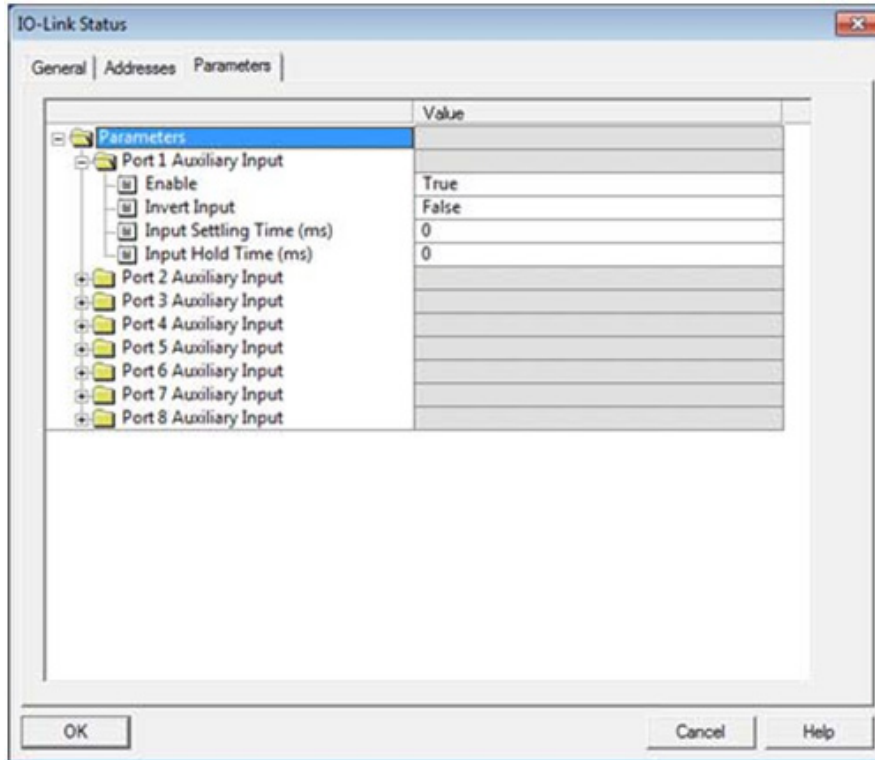 IO-Link Status
General Addresses Parameters
Value
Parameters
Port 1 Auxiliary Input
Enable True
Invert Input False
Input Settling Time (ms) 0
Input Hold Time (ms) 0
Port 2 Auxiliary Input
Port 3 Auxiliary Input
Port 4 Auxiliary Input
Port 5 Auxiliary Input
Port 6 Auxiliary Input
Port 7 Auxiliary Input
Port 8 Auxiliary Input
OK Cancel Help